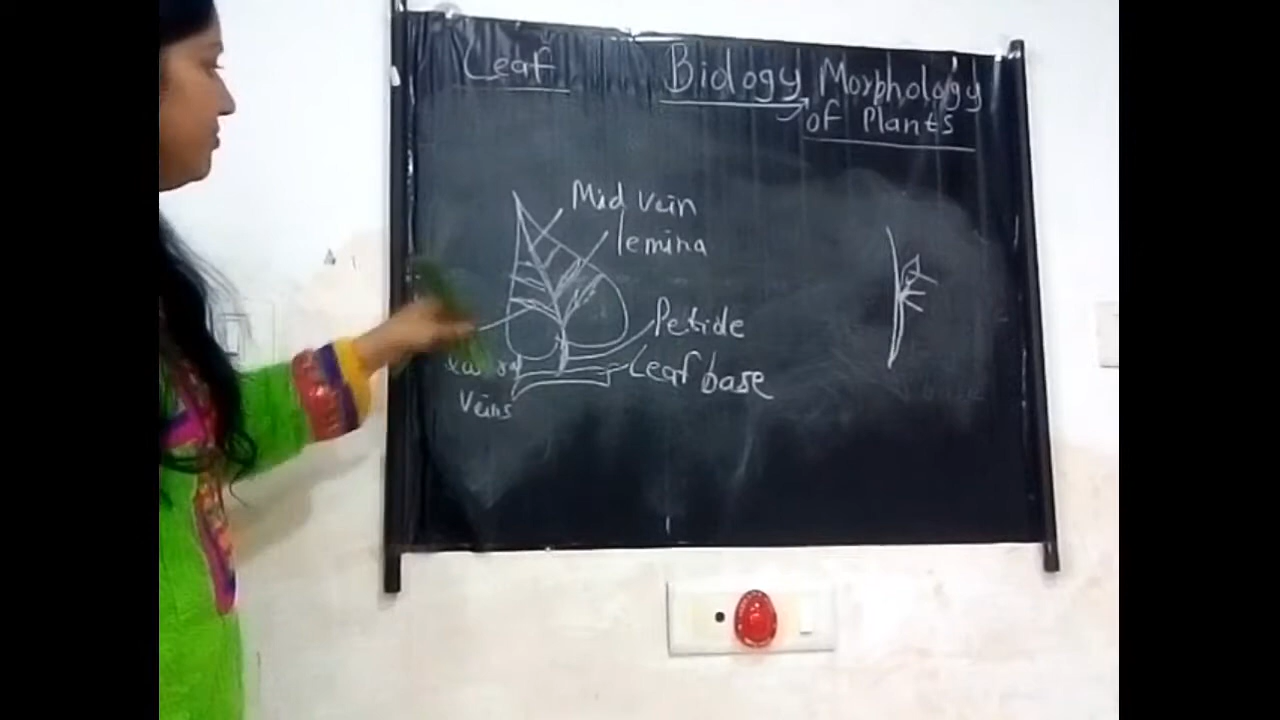 Leaf
Biology Morphology
of Plants
Mid vein
lemina
Petide
Leaf base
Veins